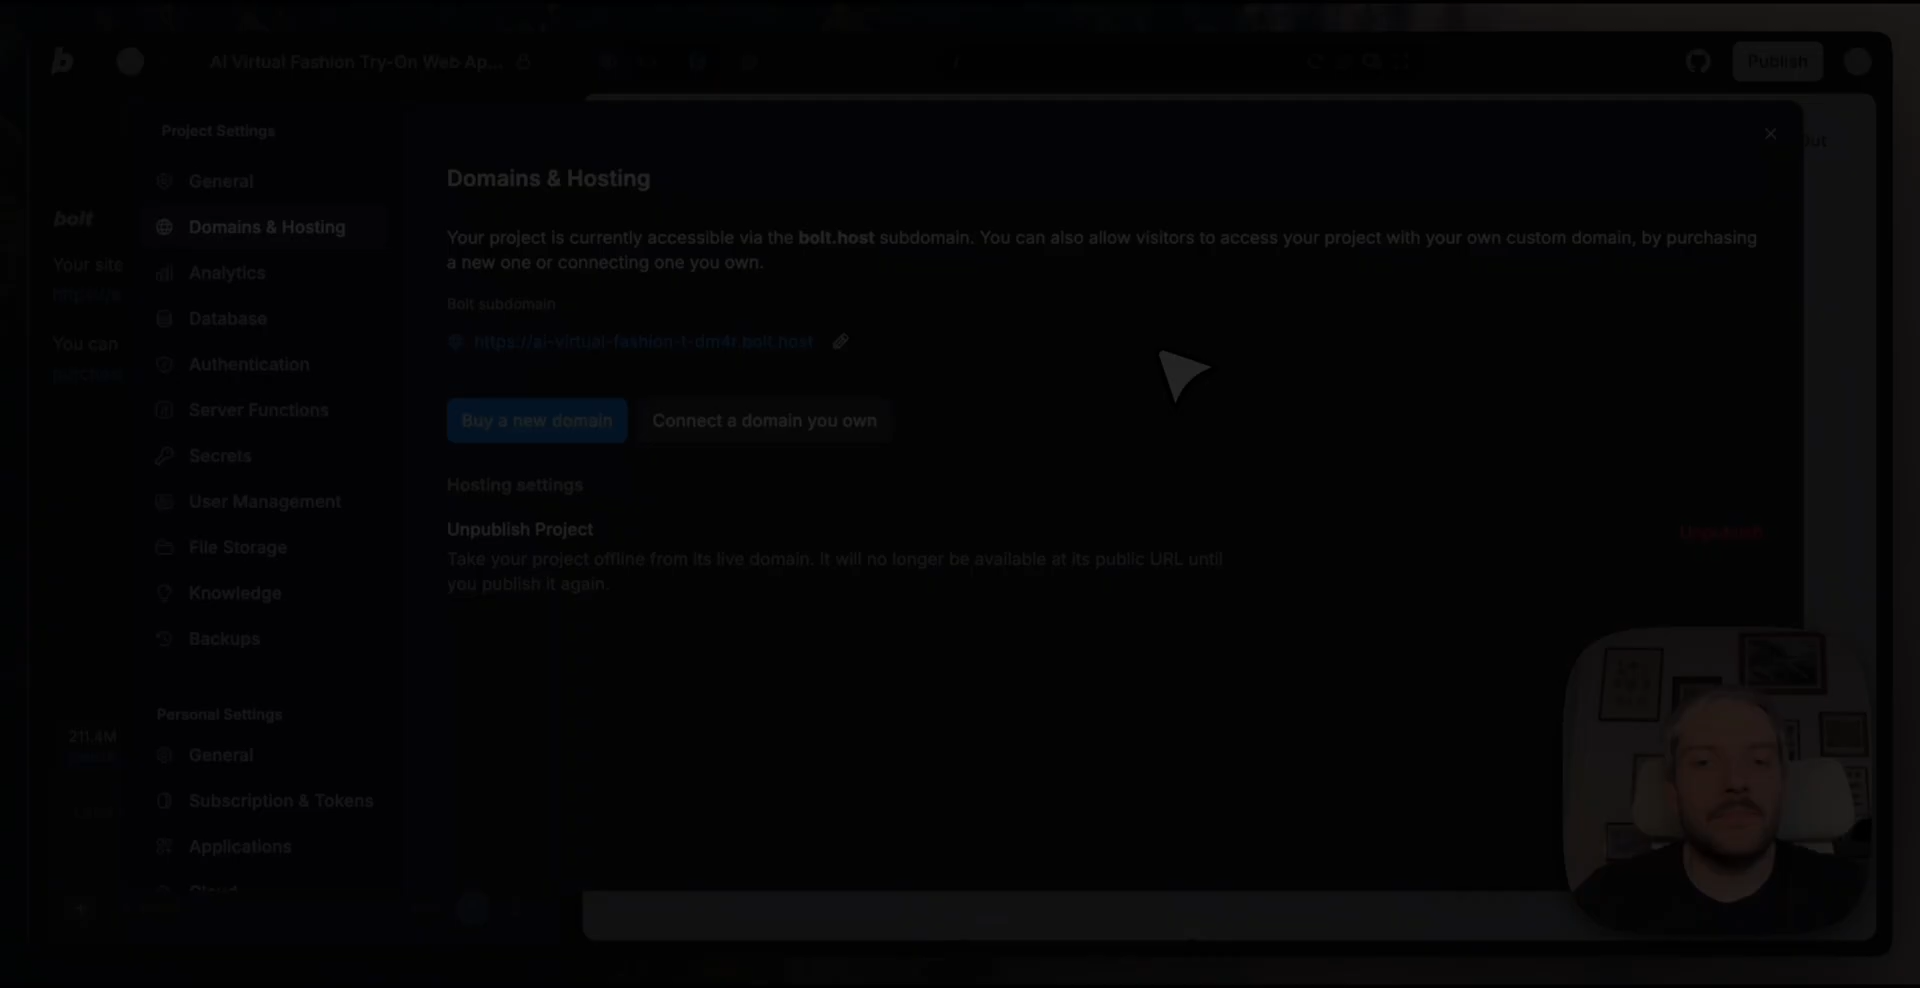 b
AI Virtual Fashion Try-On Web Ap...
/
Publish
Project Settings
General
Domains & Hosting
Analytics
Database
Authentication
Server Functions
Secrets
User Management
File Storage
Knowledge
Backups
Personal Settings
General
Subscription & Tokens
Applications
Cloud
bolt
Your site
You can
211.4M
Domains & Hosting
Your project is currently accessible via the bolt.host subdomain. You can also allow visitors to access your project with your own custom domain, by purchasing
a new one or connecting one you own.
Bolt subdomain
https://ai-virtual-fashion-t-dm4r.bolt.host
Buy a new domain
Connect a domain you own
Hosting settings
Unpublish Project
Take your project offline from its live domain. It will no longer be available at its public URL until
you publish it again.
Unpublish
Out